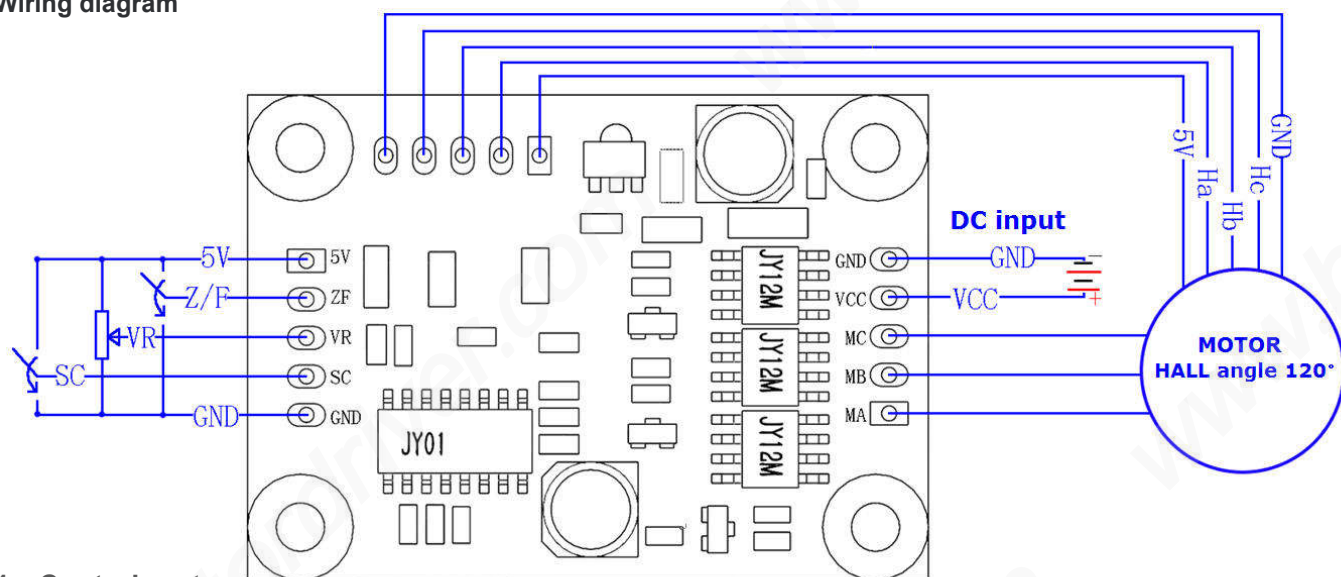 Wiring diagram
5V
Z/F
VR
SC
GND
5V
ZF
VR
SC
GND
JY01
JY12M
JY12M
JY12M
GND
VCC
MC
MB
MA
DC input
GND
VCC
-
+
5V
Ha
Hb
Hc
GND
MOTOR
HALL angle 120°